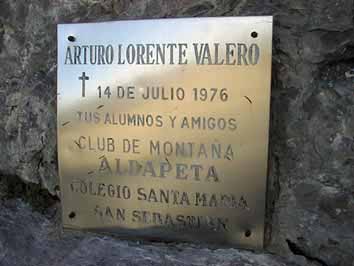 ARTURO LORENTE VALERO
† 14 DE JULIO 1976
TUS ALUMNOS Y AMIGOS
CLUB DE MONTAÑA
ALDAPETA
COLEGIO SANTA MARIA
SAN SEBASTIAN